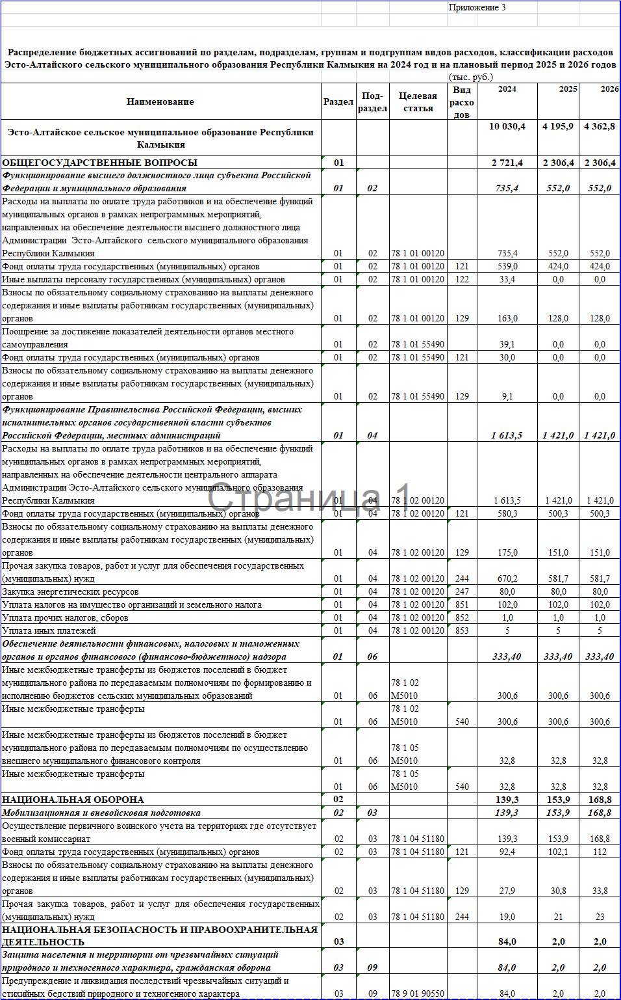 Приложение 3
Распределение бюджетных ассигнований по разделам, подразделам, группам и подгруппам видов расходов, классификации расходов
Эсто-Алтайского сельского муниципального образования Республики Калмыкия на 2024 год и на плановый период 2025 и 2026 годов
(тыс. руб.)
Наименование Раздел Под- раздел Целевая статья Вид расхо дов 2024 2025 2026
Эсто-Алтайское сельское муниципальное образование Республики 10 030,4 4 195,9 4 362,8
Калмыкия
ОБЩЕГОСУДАРСТВЕННЫЕ ВОПРОСЫ 01 2 721,4 2 306,4 2 306,4
Функционирование высшего должностного лица субъекта Российской
Федерации и муниципального образования 01 02 735,4 552,0 552,0
Расходы на выплаты по оплате труда работников и на обеспечение функций
муниципальных органов в рамках непрограммных мероприятий,
направленных на обеспечение деятельности высшего должностного лица
Администрации Эсто-Алтайского сельского муниципального образования
Республики Калмыкия 01 02 78 1 01 00120 735,4 552,0 552,0
Фонд оплаты труда государственных (муниципальных) органов 01 02 78 1 01 00120 121 539,0 424,0 424,0
Иные выплаты персоналу государственных (муниципальных) органов 01 02 78 1 01 00120 122 33,4 0,0 0,0
Взносы по обязательному социальному страхованию на выплаты денежного
содержания и иные выплаты работникам государственных (муниципальных)
органов 01 02 78 1 01 00120 129 163,0 128,0 128,0
Поощрение за достижение показателей деятельности органов местного
самоуправления 01 02 78 1 01 55490 39,1 0,0 0,0
Фонд оплаты труда государственных (муниципальных) органов 01 02 78 1 01 55490 121 30,0 0,0 0,0
Взносы по обязательному социальному страхованию на выплаты денежного
содержания и иные выплаты работникам государственных (муниципальных)
органов 01 02 78 1 01 55490 129 9,1 0,0 0,0
Функционирование Правительства Российской Федерации, высших
исполнительных органов государственной власти субъектов
Российской Федерации, местных администраций 01 04 1 613,5 1 421,0 1 421,0
Расходы на выплаты по оплате труда работников и на обеспечение функций
муниципальных органов в рамках непрограммных мероприятий,
направленных на обеспечение деятельности центрального аппарата
Администрации Эсто-Алтайского сельского муниципального образования
Республики Калмыкия 01 04 78 1 02 00120 1 613,5 1 421,0 1 421,0
Страница 1
Фонд оплаты труда государственных (муниципальных) органов 01 04 78 1 02 00120 121 580,3 500,3 500,3
Взносы по обязательному социальному страхованию на выплаты денежного
содержания и иные выплаты работникам государственных (муниципальных)
органов 01 04 78 1 02 00120 129 175,0 151,0 151,0
Прочая закупка товаров, работ и услуг для обеспечения государственных
(муниципальных) нужд 01 04 78 1 02 00120 244 670,2 581,7 581,7
Закупка энергетических ресурсов 01 04 78 1 02 00120 247 80,0 80,0 80,0
Уплата налогов на имущество организаций и земельного налога 01 04 78 1 02 00120 851 102,0 102,0 102,0
Уплата прочих налогов, сборов 01 04 78 1 02 00120 852 1,0 1,0 1,0
Уплата иных платежей 01 04 78 1 02 00120 853 5 5 5
Обеспечение деятельности финансовых, налоговых и таможенных
органов и органов финансового (финансово-бюджетного) надзора 01 06 333,40 333,40 333,40
Иные межбюджетные трансферты из бюджетов поселений в бюджет
муниципального района по передаваемым полномочиям по формированию и 78 1 02
исполнению бюджетов сельских муниципальных образований 01 06 М5010 300,6 300,6 300,6
Иные межбюджетные трансферты 78 1 02
01 06 М5010 540 300,6 300,6 300,6
Иные межбюджетные трансферты из бюджетов поселений в бюджет
муниципального района по передаваемым полномочиям по осуществлению 78 1 05
внешнего муниципального финансового контроля 01 06 М5010 32,8 32,8 32,8
Иные межбюджетные трансферты 78 1 05
01 06 М5010 540 32,8 32,8 32,8
НАЦИОНАЛЬНАЯ ОБОРОНА 02 139,3 153,9 168,8
Мобилизационная и вневойсковая подготовка 02 03 139,3 153,9 168,8
Осуществление первичного воинского учета на территориях где отсутствует
военный комиссариат 02 03 78 1 04 51180 139,3 153,9 168,8
Фонд оплаты труда государственных (муниципальных) органов 02 03 78 1 04 51180 121 92,4 102,1 112
Взносы по обязательному социальному страхованию на выплаты денежного
содержания и иные выплаты работникам государственных (муниципальных)
органов 02 03 78 1 04 51180 129 27,9 30,8 33,8
Прочая закупка товаров, работ и услуг для обеспечения государственных
(муниципальных) нужд 02 03 78 1 04 51180 244 19,0 21 23
НАЦИОНАЛЬНАЯ БЕЗОПАСНОСТЬ И ПРАВООХРАНИТЕЛЬНАЯ
ДЕЯТЕЛЬНОСТЬ 03 84,0 2,0 2,0
Защита населения и территории от чрезвычайных ситуаций
природного и техногенного характера, гражданская оборона 03 09 84,0 2,0 2,0
Предупреждение и ликвидация последствий чрезвычайных ситуаций и
стихийных бедствий природного и техногенного характера 03 09 78 9 01 90550 84,0 2,0 2,0